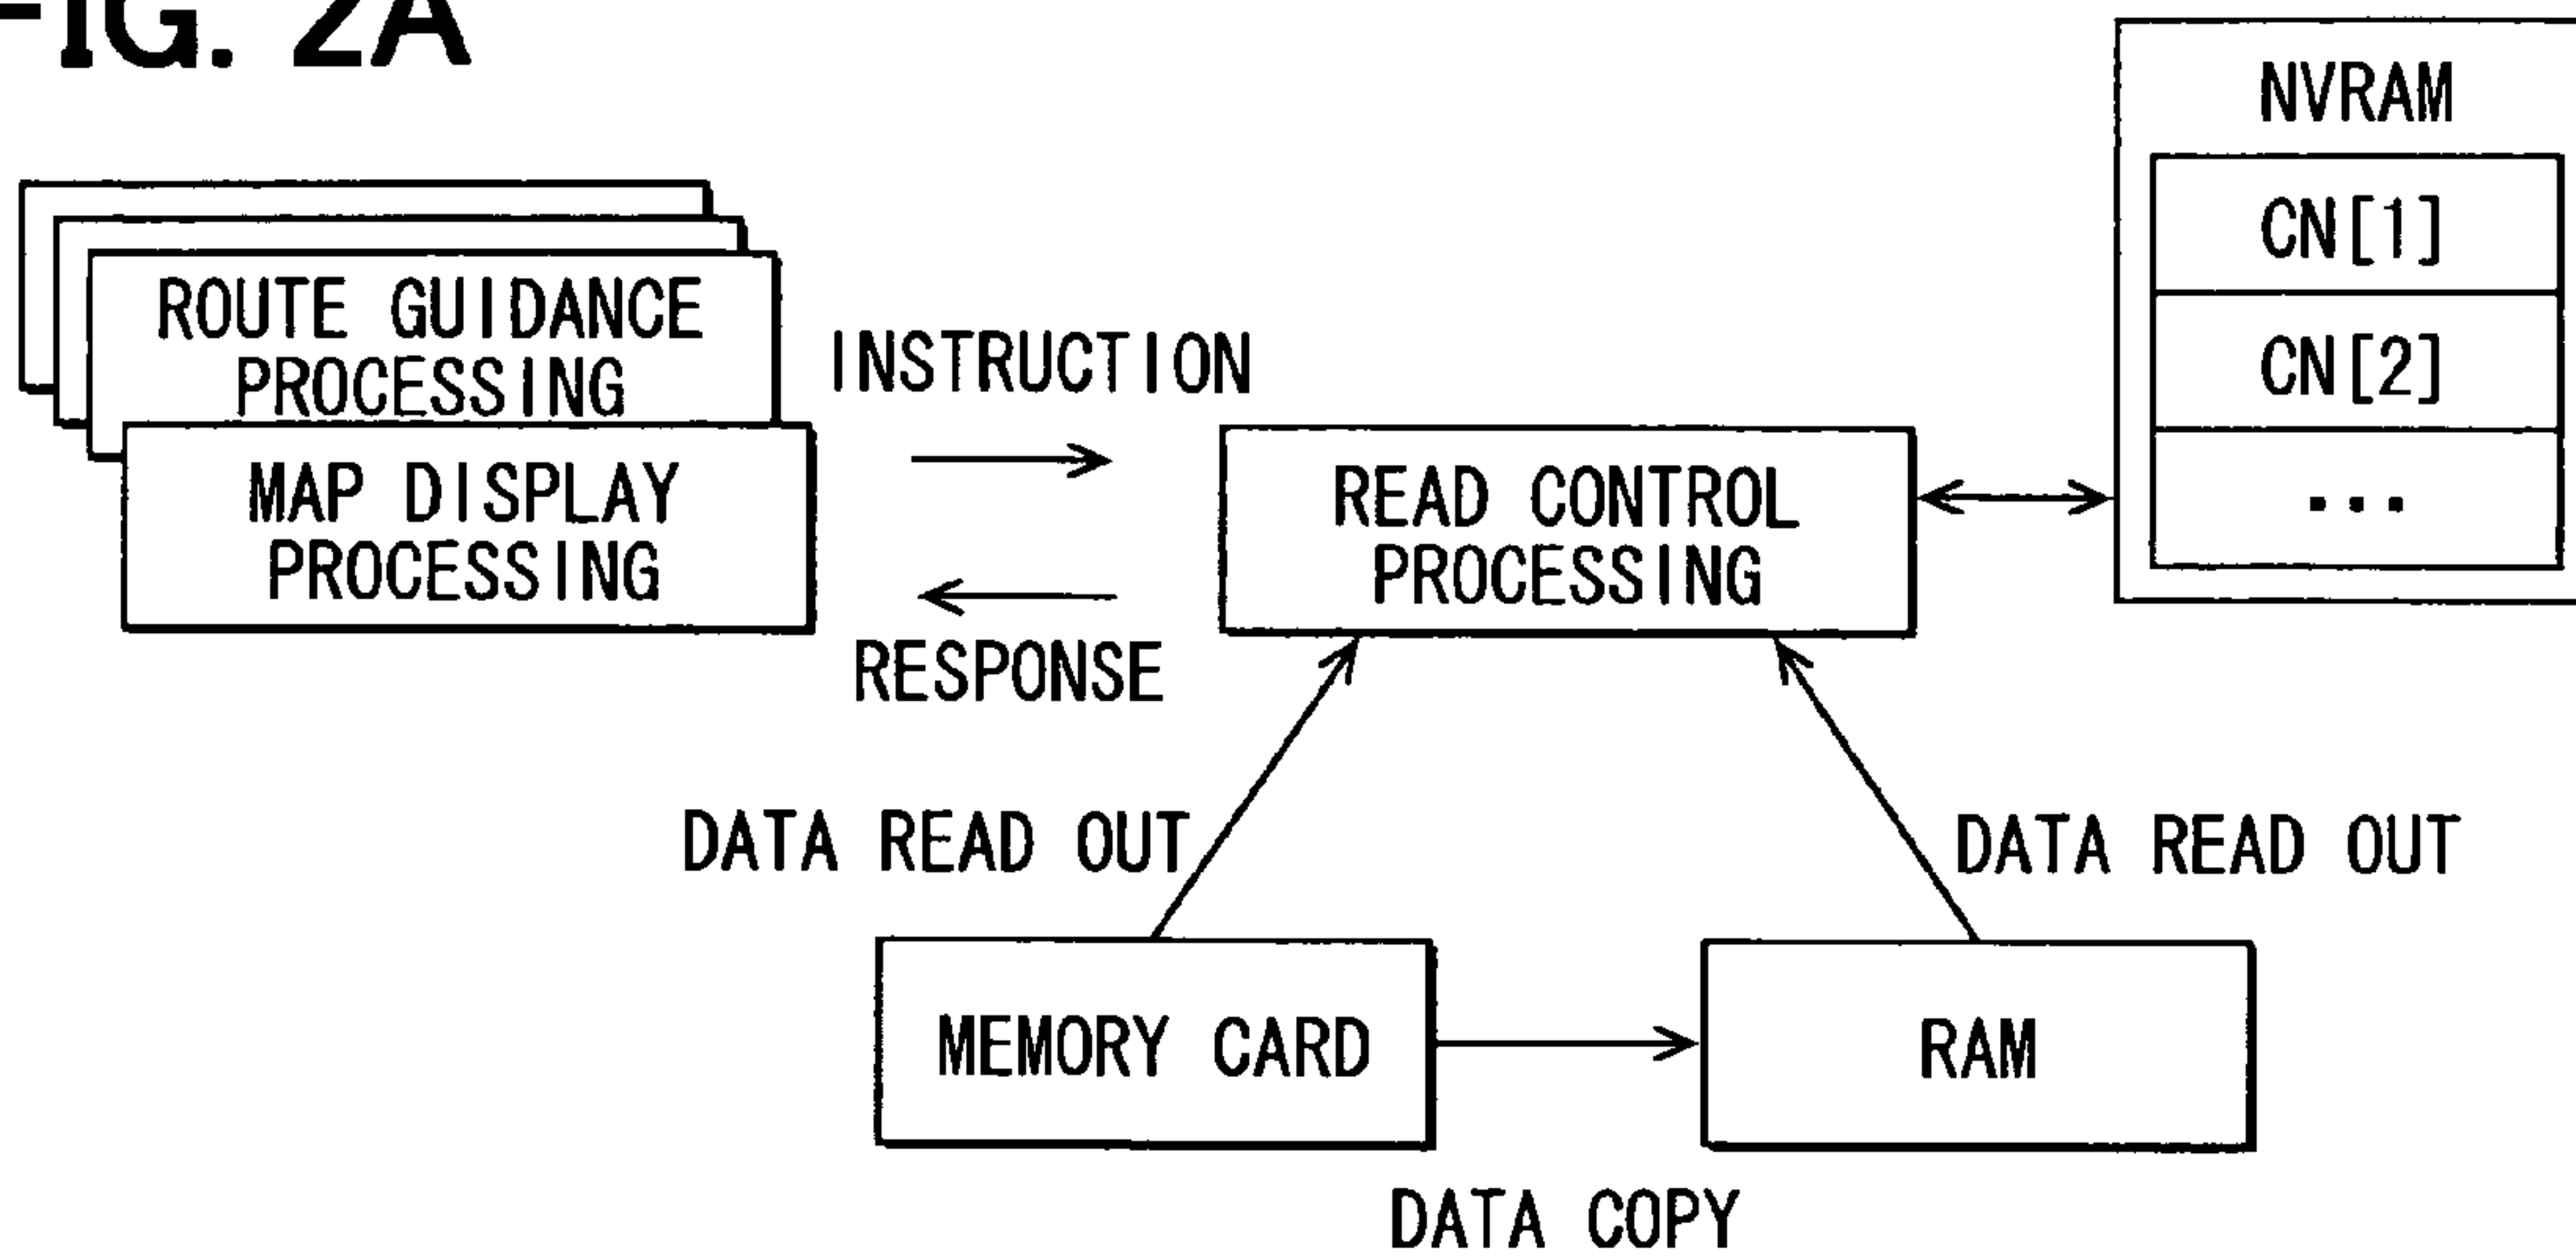 FIG. 2A
NVRAM
CN[1]
CN[2]
...
ROUTE GUIDANCE
PROCESSING
MAP DISPLAY
PROCESSING
INSTRUCTION
RESPONSE
READ CONTROL
PROCESSING
DATA READ OUT
DATA READ OUT
MEMORY CARD
RAM
DATA COPY